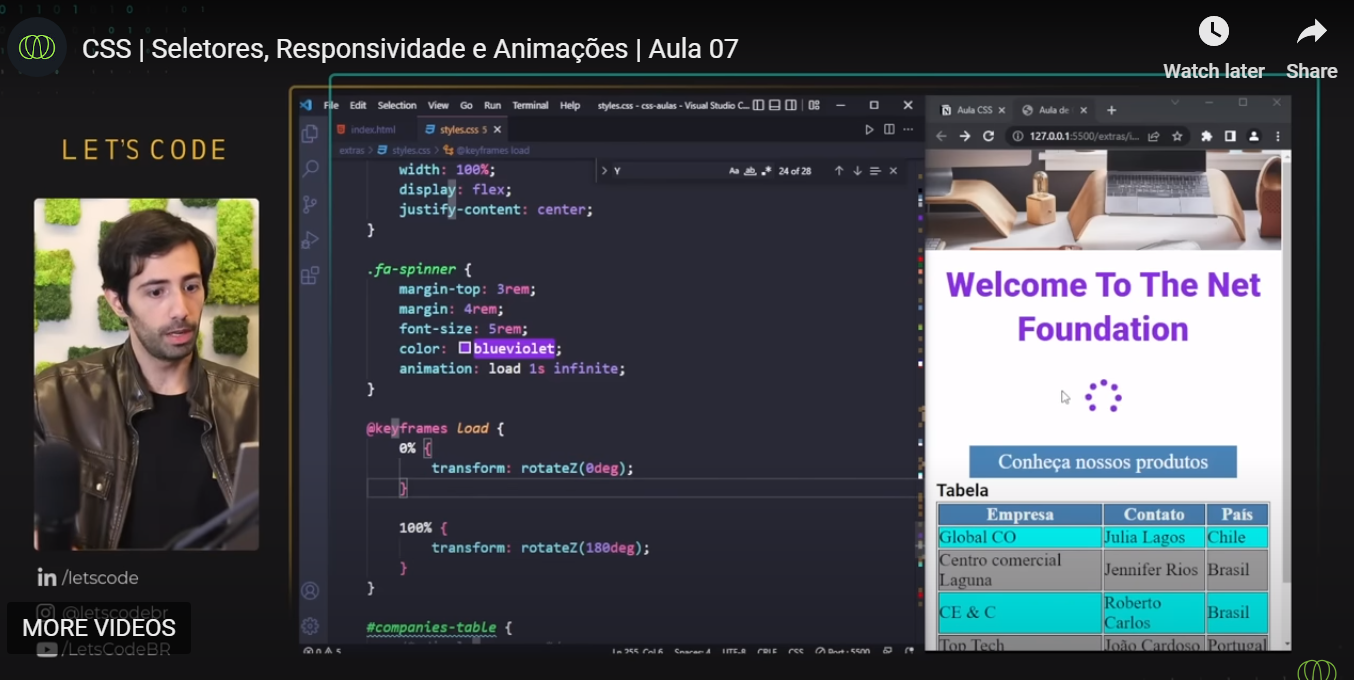 CSS | Seletores, Responsividade e Animações | Aula 07
Watch later
Share
LET'S CODE
File Edit Selection View Go Run Terminal Help styles.css - css-aulas - Visual Studio C...
index.html
styles.css 5
extras > styles.css > @keyframes load
Y
Aa ab 24 of 28
width: 100%;
display: flex;
justify-content: center;
}
.fa-spinner {
margin-top: 3rem;
margin: 4rem;
font-size: 5rem;
color: blueviolet;
animation: load 1s infinite;
}
@keyframes load {
0% {
transform: rotateZ(0deg);
}
100% {
transform: rotateZ(180deg);
}
}
#companies-table {
Ln 255, Col 6 Spaces: 4 UTF-8 CRLF CSS Port : 5500
Aula CSS
Aula de
127.0.0.1:5500/extras/i...
Welcome To The Net
Foundation
Conheça nossos produtos
Tabela
Empresa Contato País
Global CO Julia Lagos Chile
Centro comercial
Laguna Jennifer Rios Brasil
CE & C Roberto
Carlos Brasil
Top Tech João Cardoso Portugal
in /letscode
@letscodebr
/LetsCodeBR
MORE VIDEOS